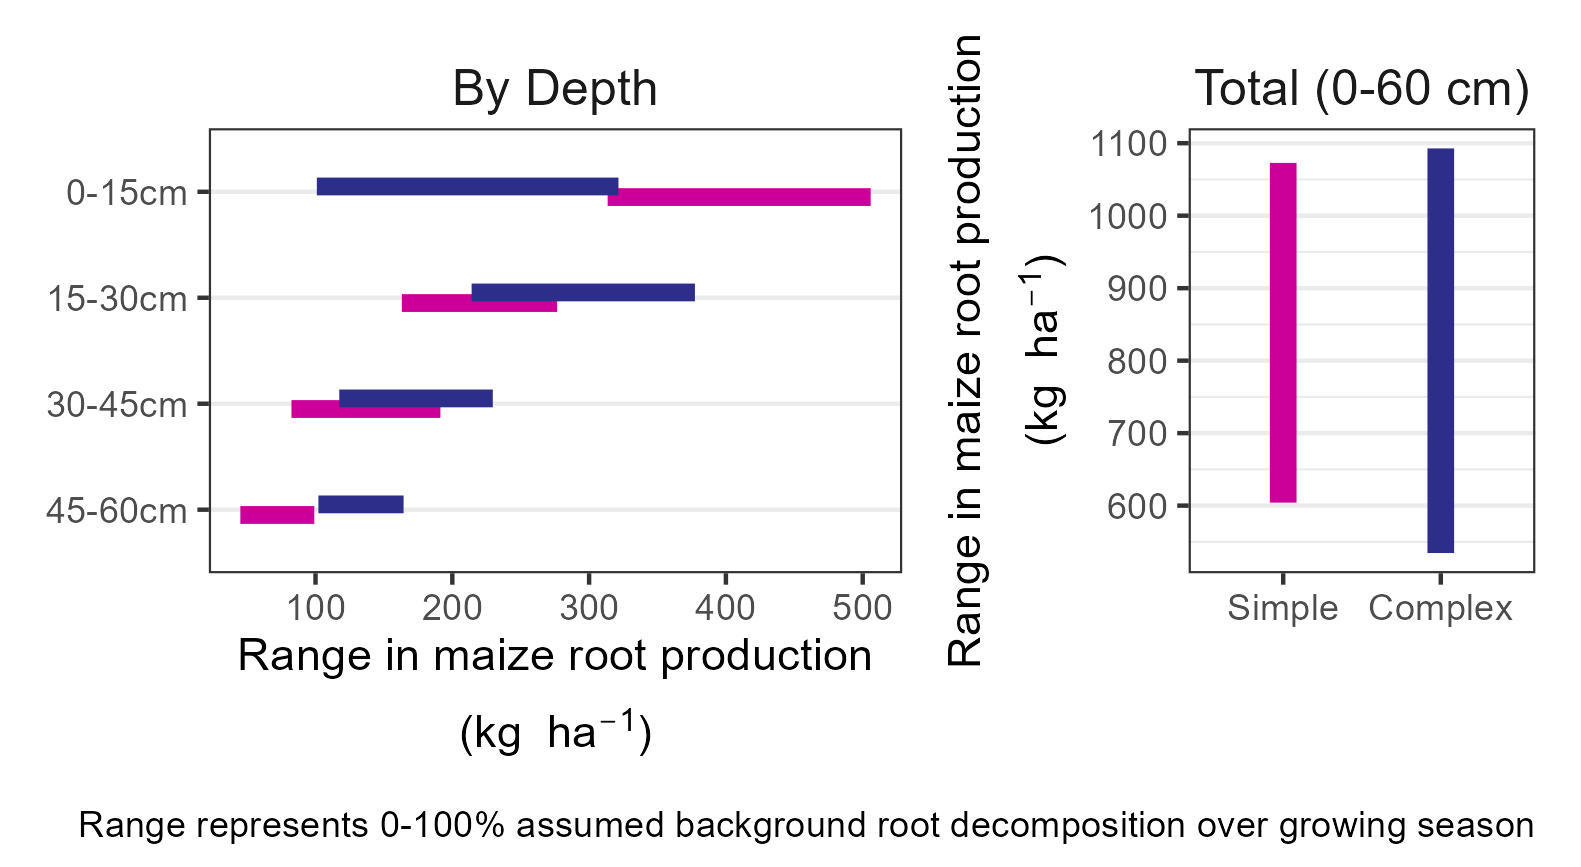 By Depth
0-15cm
15-30cm
30-45cm
45-60cm
100 200 300 400 500
Range in maize root production
(kg ha⁻¹)
Total (0-60 cm)
Range in maize root production
(kg ha⁻¹)
1100
1000
900
800
700
600
Simple Complex
Range represents 0-100% assumed background root decomposition over growing season